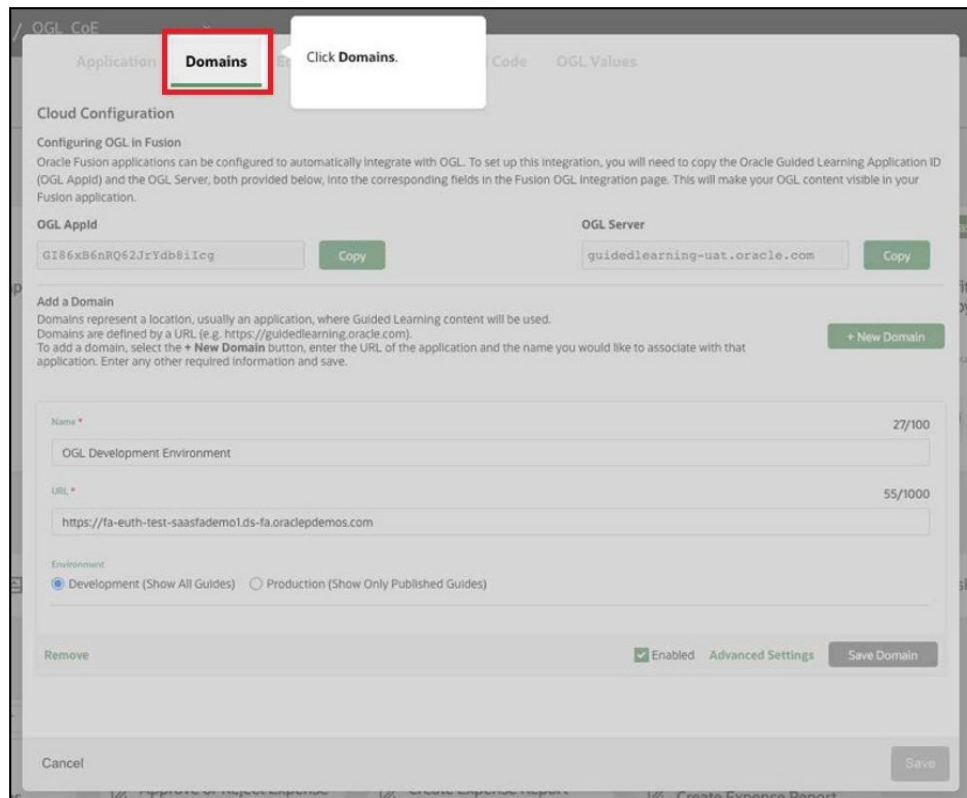 / OGL CoE
Application
Domains
Click Domains.
Code
OGL Values
Cloud Configuration
Configuring OGL in Fusion
Oracle Fusion applications can be configured to automatically integrate with OGL. To set up this integration, you will need to copy the Oracle Guided Learning Application ID
(OGL AppId) and the OGL Server, both provided below, into the corresponding fields in the Fusion OGL Integration page. This will make your OGL content visible in your
Fusion application.
OGL AppId
OGL Server
GI86xB6nRQ62JrYdb8iIcg
Copy
guidedlearning-uat.oracle.com
Copy
Add a Domain
Domains represent a location, usually an application, where Guided Learning content will be used.
Domains are defined by a URL (e.g. https://guidedlearning.oracle.com).
To add a domain, select the + New Domain button, enter the URL of the application and the name you would like to associate with that
application. Enter any other required information and save.
+ New Domain
Name *
27/100
OGL Development Environment
URL *
55/1000
https://fa-euth-test-saasfademo1.ds-fa.oraclepdemos.com
Environment
Development (Show All Guides)
Production (Show Only Published Guides)
Remove
Enabled
Advanced Settings
Save Domain
Cancel
Save
Approve or Reject Expense
Create Expense Report
Create Expense Report